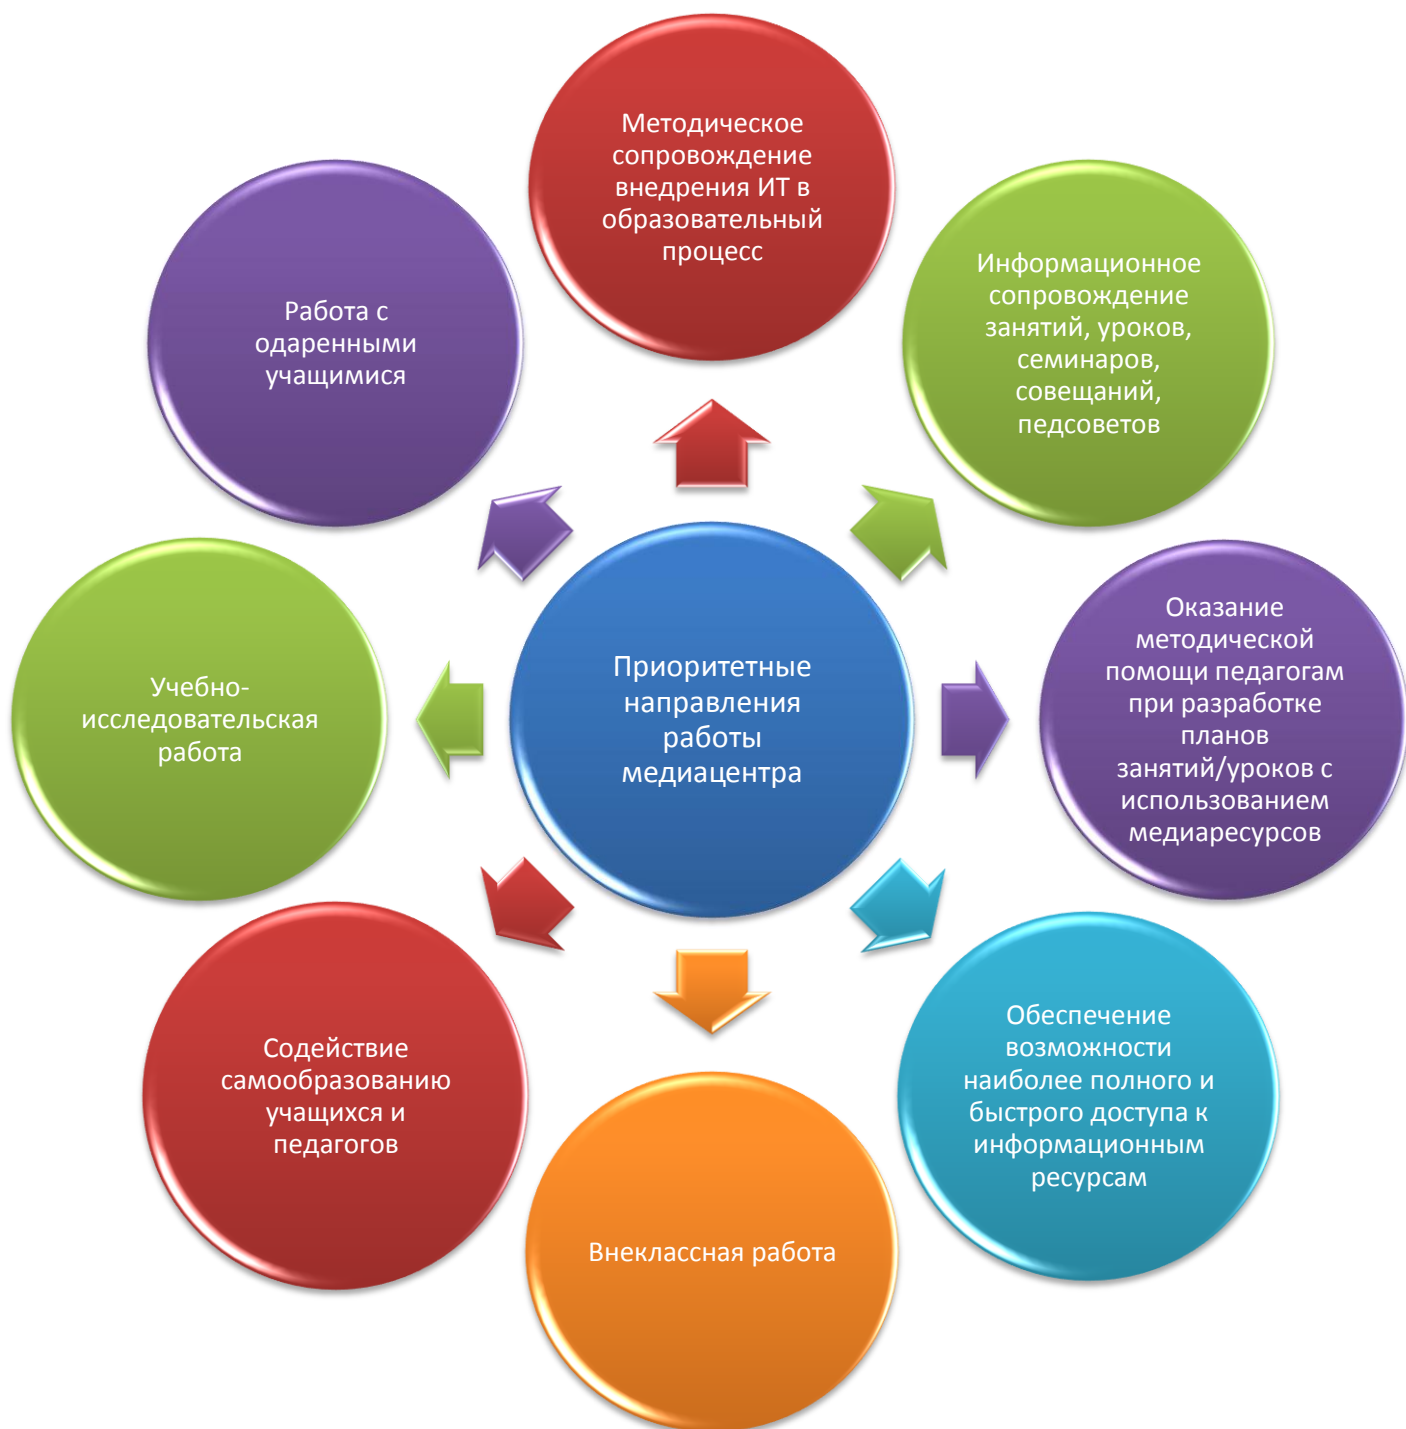 Методическое
сопровождение
внедрения ИТ в
образовательный
процесс
Информационное
сопровождение
занятий, уроков,
семинаров,
совещаний,
педсоветов
Оказание
методической
помощи педагогам
при разработке
планов
занятий/уроков с
использованием
медиаресурсов
Обеспечение
возможности
наиболее полного и
быстрого доступа к
информационным
ресурсам
Внеклассная работа
Содействие
самообразованию
учащихся и
педагогов
Учебно-
исследовательская
работа
Работа с
одаренными
учащимися
Приоритетные
направления
работы
медиацентра